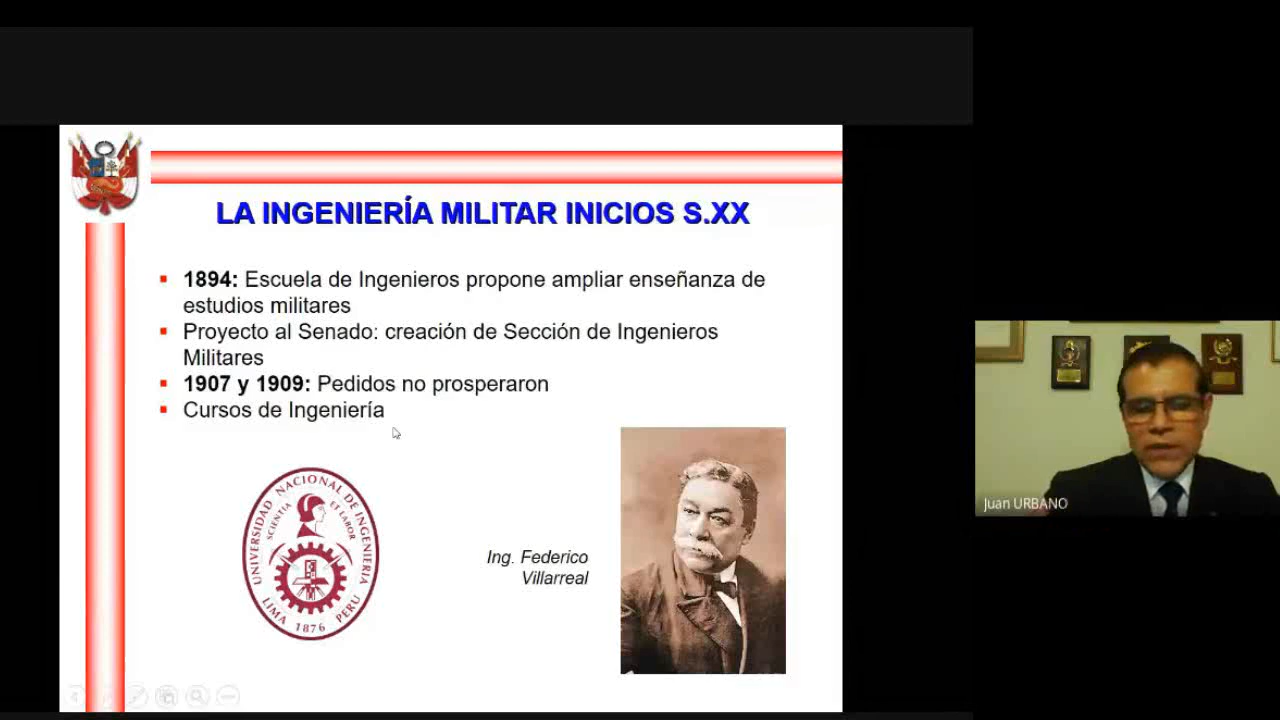 LA INGENIERÍA MILITAR INICIOS S.XX
1894: Escuela de Ingenieros propone ampliar enseñanza de
estudios militares
Proyecto al Senado: creación de Sección de Ingenieros
Militares
1907 y 1909: Pedidos no prosperaron
Cursos de Ingeniería
UNIVERSIDAD NACIONAL DE INGENIERIA
SCIENTIA ET LABOR
LIMA 1876 PERU
Ing. Federico
Villarreal
Juan URBANO